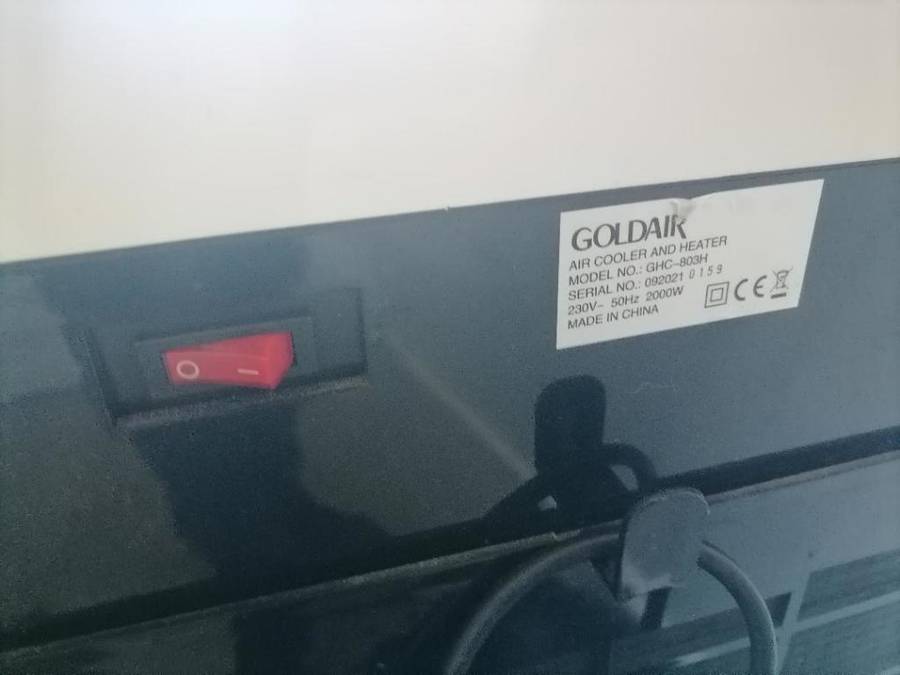 GOLDAIR
AIR COOLER AND HEATER
MODEL NO.: GHC-803H
SERIAL NO.: 092021 0159
230V~ 50Hz 2000W
MADE IN CHINA
CE
O –